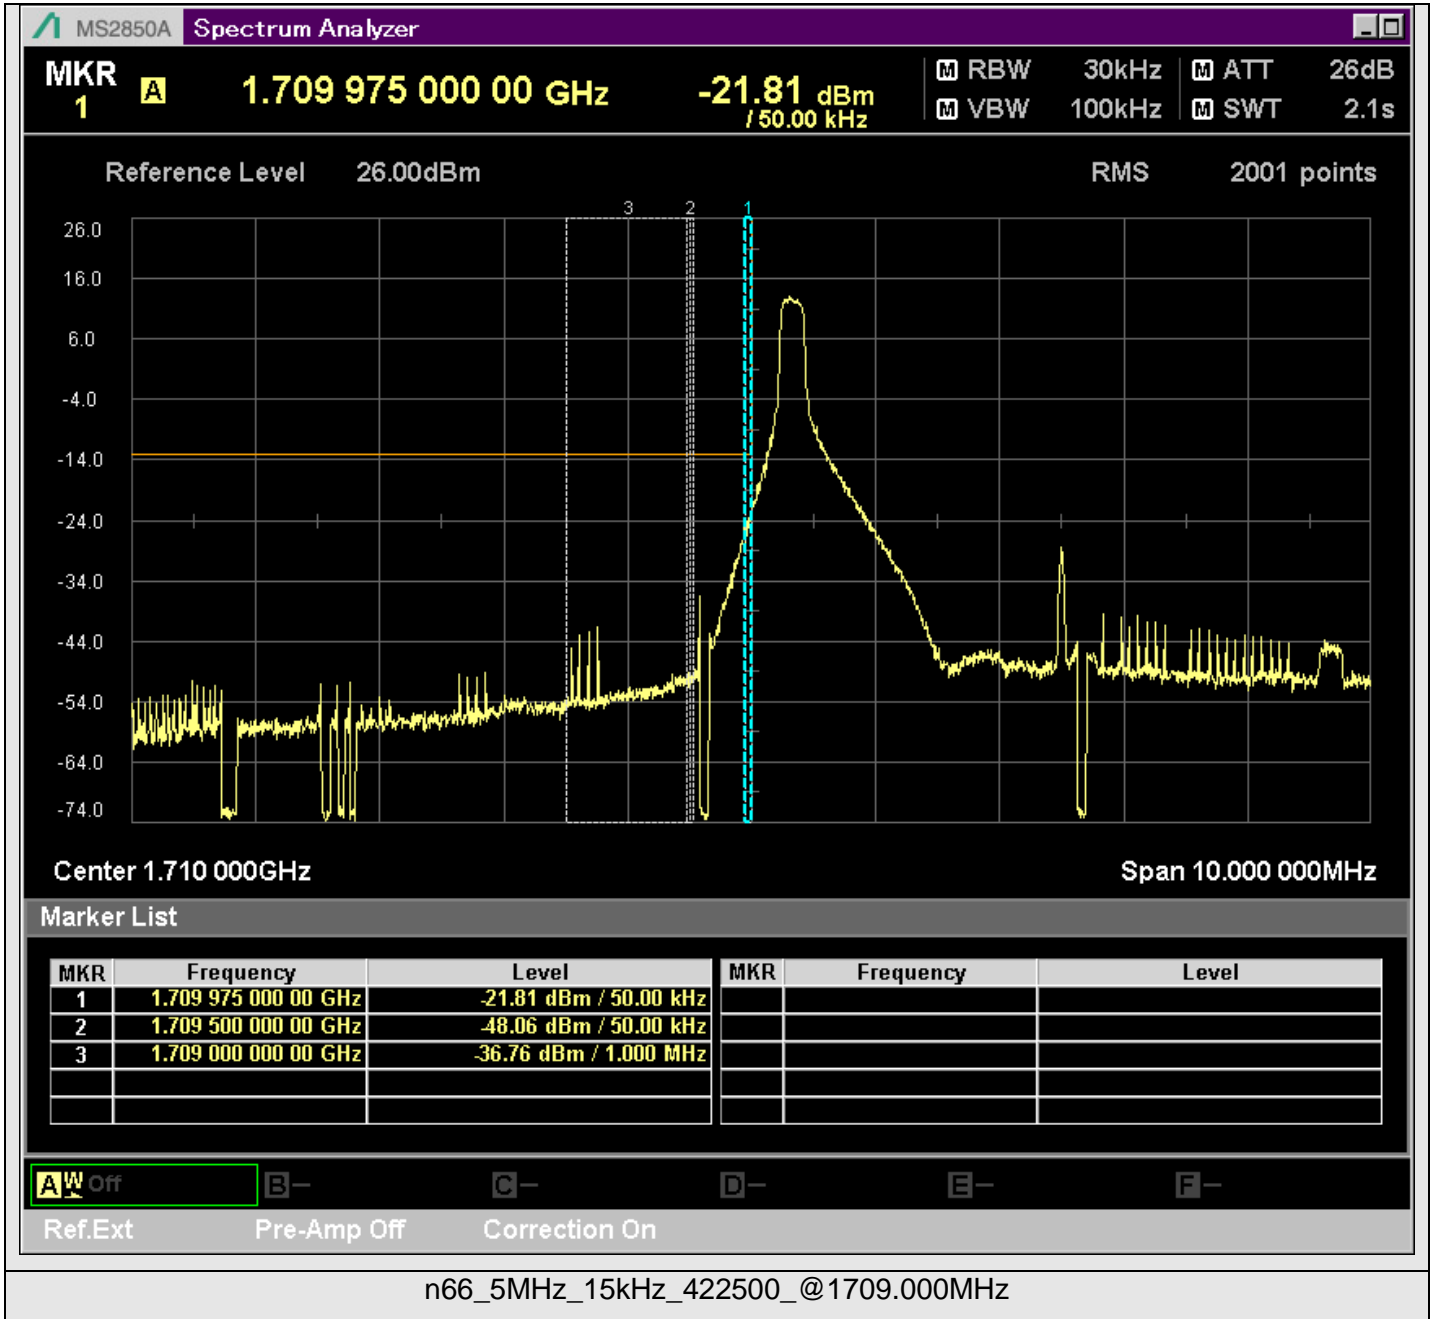 MS2850A Spectrum Analyzer
MKR 1 A 1.709 975 000 00 GHz -21.81 dBm / 50.00 kHz
M RBW 30kHz M ATT 26dB
M VBW 100kHz M SWT 2.1s
Reference Level 26.00dBm RMS 2001 points
3 2 1
26.0
16.0
6.0
-4.0
-14.0
-24.0
-34.0
-44.0
-54.0
-64.0
-74.0
Center 1.710 000GHz Span 10.000 000MHz
Marker List
MKR Frequency Level MKR Frequency Level
1 1.709 975 000 00 GHz -21.81 dBm / 50.00 kHz
2 1.709 500 000 00 GHz -48.06 dBm / 50.00 kHz
3 1.709 000 000 00 GHz -36.76 dBm / 1.000 MHz
A W Off B – C – D – E – F –
Ref.Ext Pre-Amp Off Correction On
n66_5MHz_15kHz_422500_@1709.000MHz